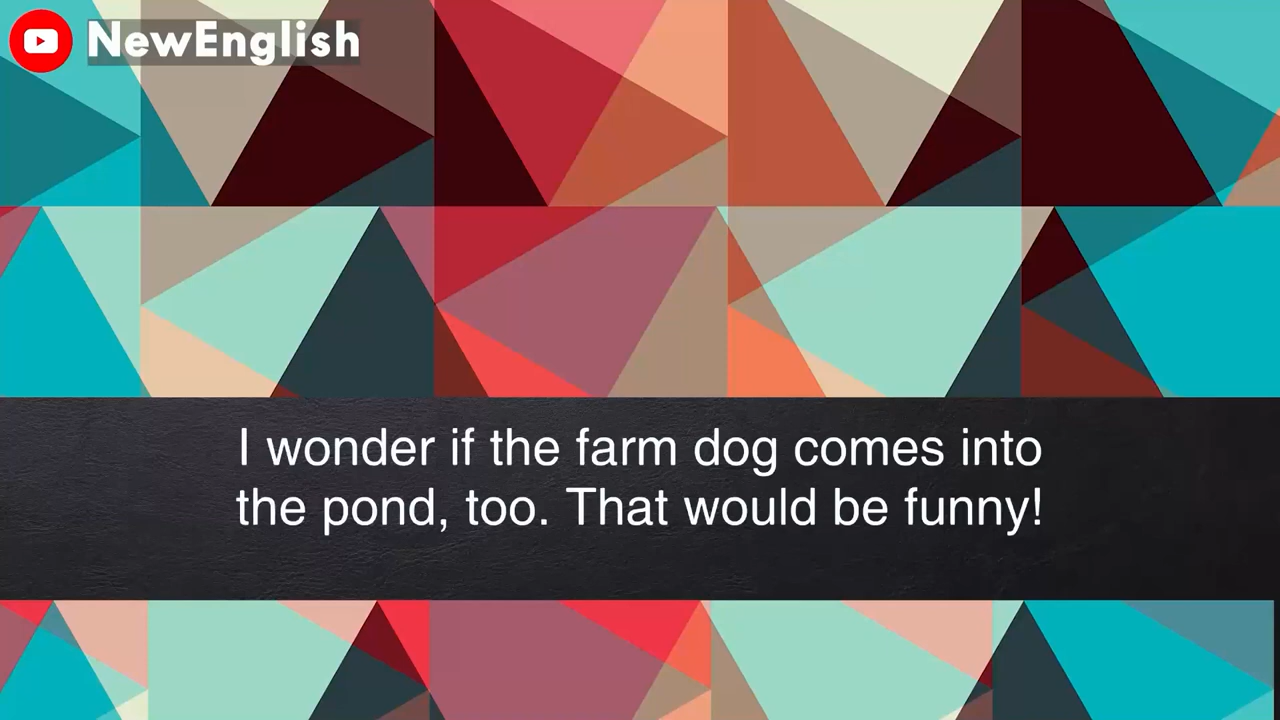 NewEnglish
I wonder if the farm dog comes into
the pond, too. That would be funny!